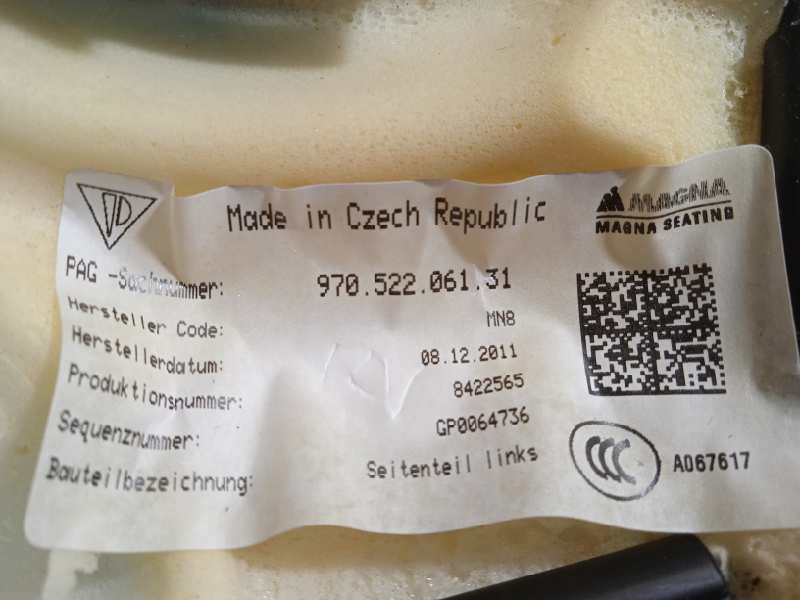 Made in Czech Republic
MAGNA
MAGNA SEATING
PAG -Sachnummer: 970.522.061.31
Hersteller Code: MN8
Herstellerdatum: 08.12.2011
Produktionsnummer: 8422565
Sequenznummer: GP0064736
Bauteilbezeichnung: Seitenteil links
CCC A067617